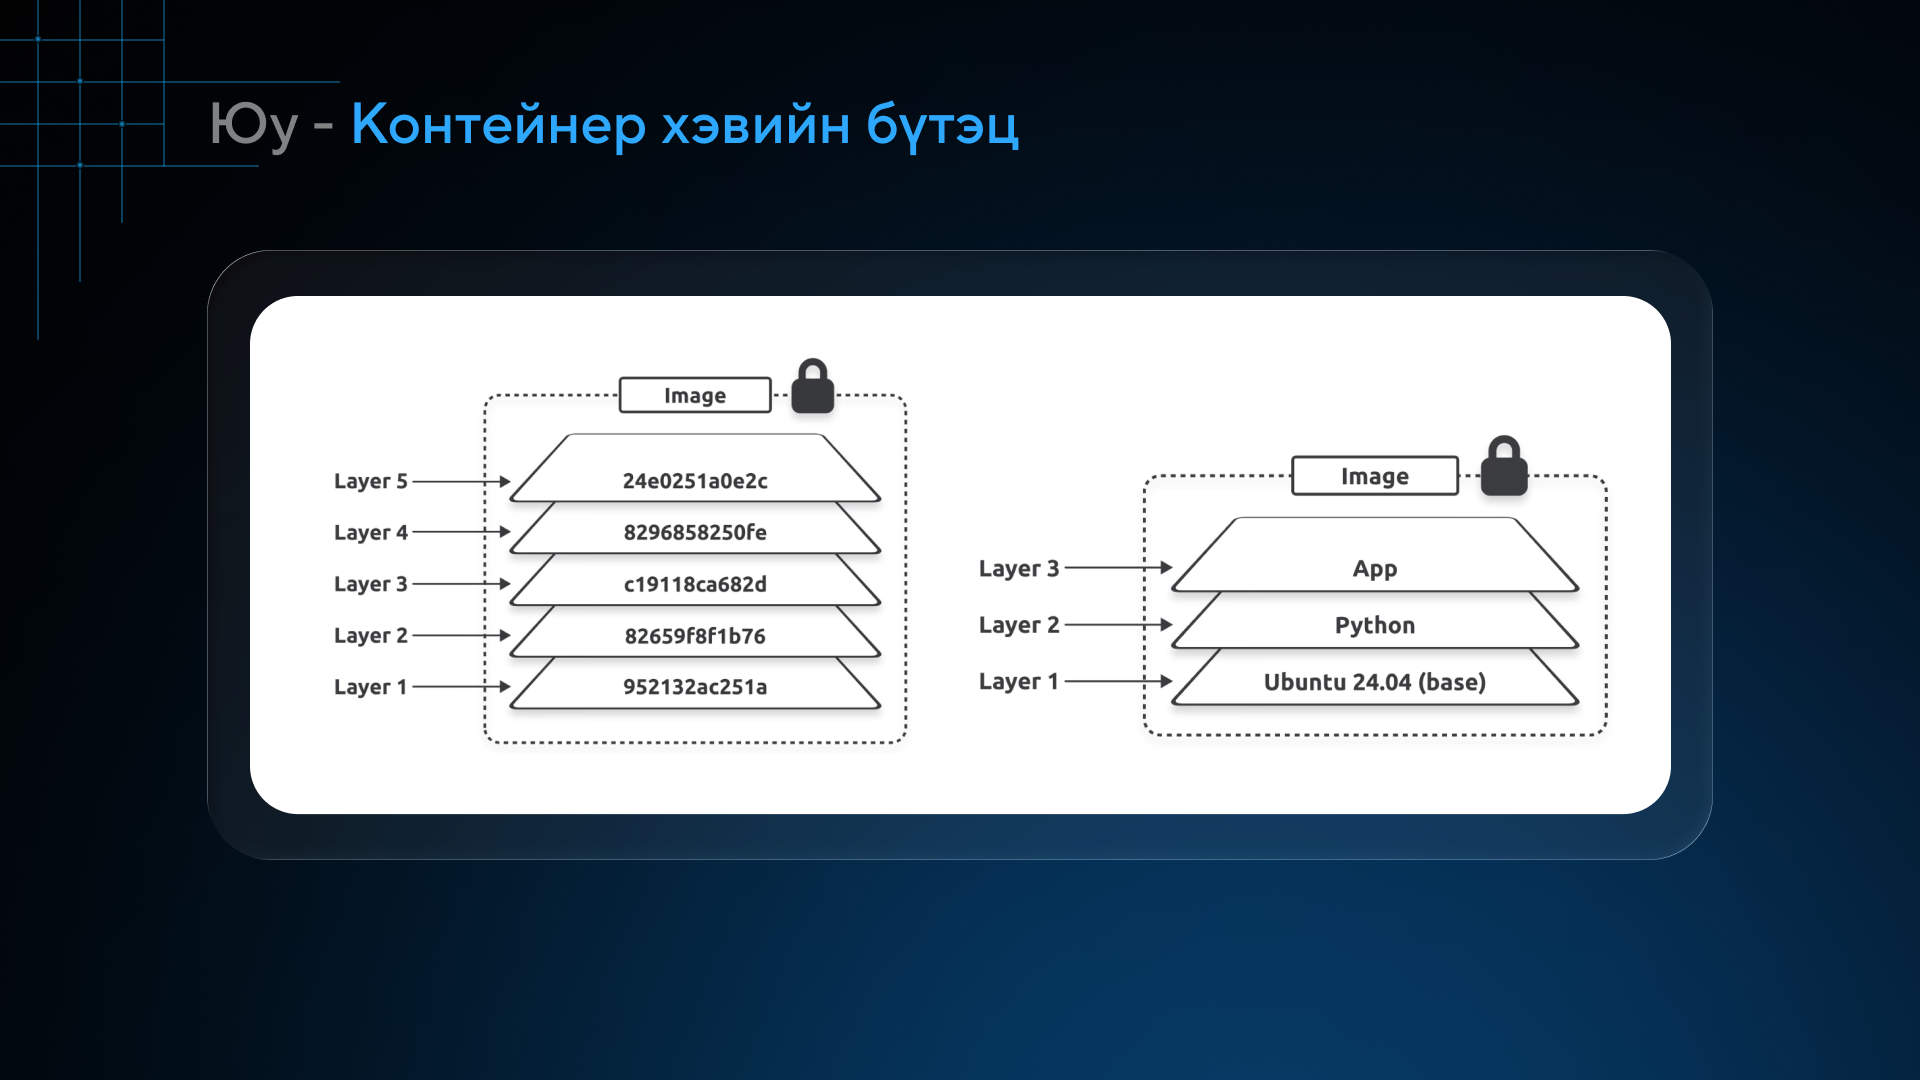 Юу - Контейнер хэвийн бүтэц
Image
Layer 5
24e0251a0e2c
Layer 4
8296858250fe
Layer 3
c19118ca682d
Layer 2
82659f8f1b76
Layer 1
952132ac251a
Image
Layer 3
App
Layer 2
Python
Layer 1
Ubuntu 24.04 (base)